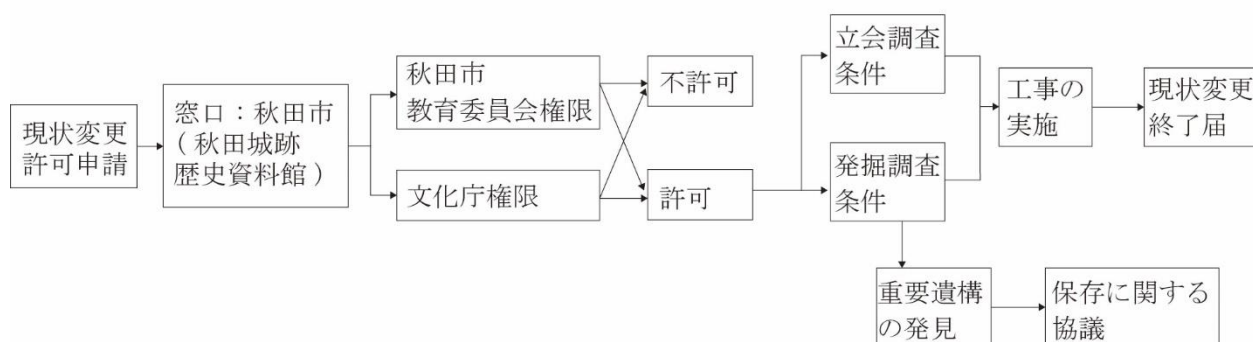 現状変更
許可申請
窓口：秋田市
（秋田城跡
歴史資料館）
秋田市
教育委員会権限
文化庁権限
不許可
許可
立会調査
条件
発掘調査
条件
工事の
実施
現状変更
終了届
重要遺構
の発見
保存に関する
協議